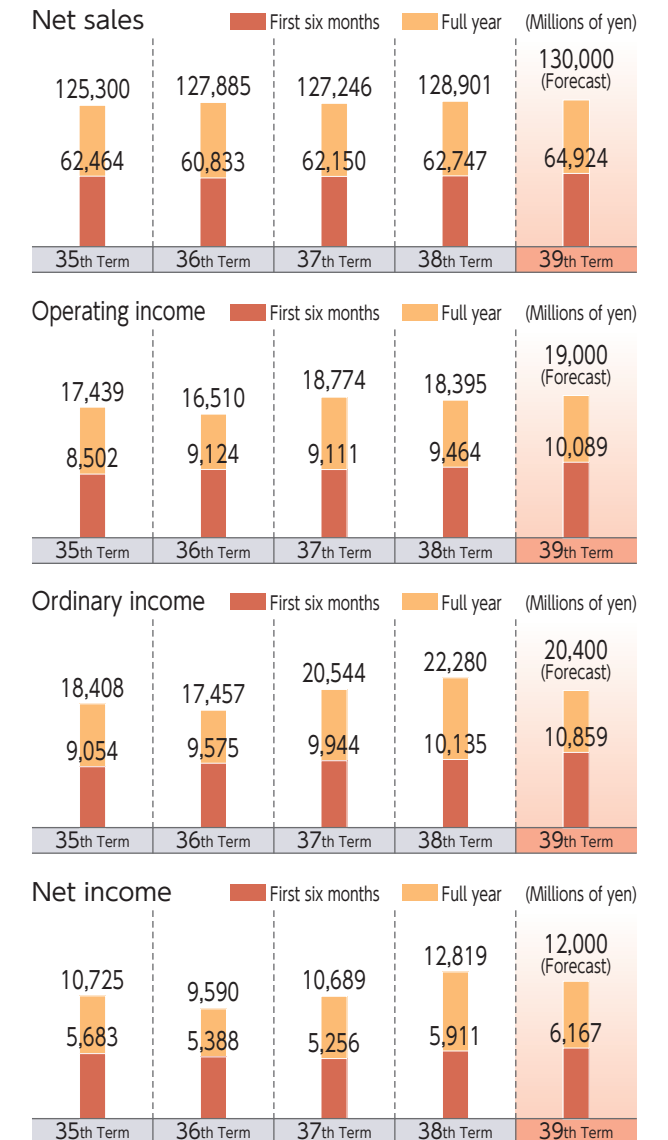 Net sales First six months Full year (Millions of yen)
125,300 127,885 127,246 128,901 130,000
(Forecast)
62,464 60,833 62,150 62,747 64,924
35th Term 36th Term 37th Term 38th Term 39th Term
Operating income First six months Full year (Millions of yen)
17,439 16,510 18,774 18,395 19,000
(Forecast)
8,502 9,124 9,111 9,464 10,089
35th Term 36th Term 37th Term 38th Term 39th Term
Ordinary income First six months Full year (Millions of yen)
18,408 17,457 20,544 22,280 20,400
(Forecast)
9,054 9,575 9,944 10,135 10,859
35th Term 36th Term 37th Term 38th Term 39th Term
Net income First six months Full year (Millions of yen)
10,725 9,590 10,689 12,819 12,000
(Forecast)
5,683 5,388 5,256 5,911 6,167
35th Term 36th Term 37th Term 38th Term 39th Term